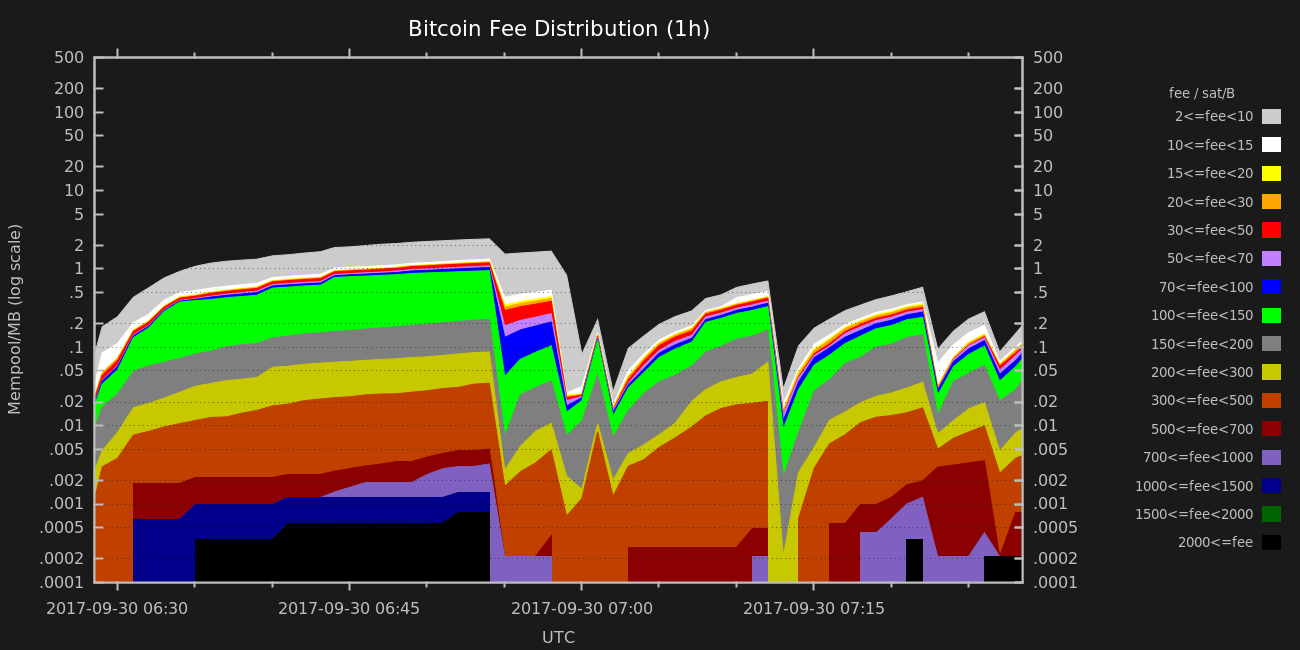 Bitcoin Fee Distribution (1h)
Mempool/MB (log scale)
500
200
100
50
20
10
5
2
1
.5
.2
.1
.05
.02
.01
.005
.002
.001
.0005
.0002
.0001
500
200
100
50
20
10
5
2
1
.5
.2
.1
.05
.02
.01
.005
.002
.001
.0005
.0002
.0001
2017-09-30 06:30
2017-09-30 06:45
2017-09-30 07:00
2017-09-30 07:15
UTC
fee / sat/B
2<=fee<10
10<=fee<15
15<=fee<20
20<=fee<30
30<=fee<50
50<=fee<70
70<=fee<100
100<=fee<150
150<=fee<200
200<=fee<300
300<=fee<500
500<=fee<700
700<=fee<1000
1000<=fee<1500
1500<=fee<2000
2000<=fee